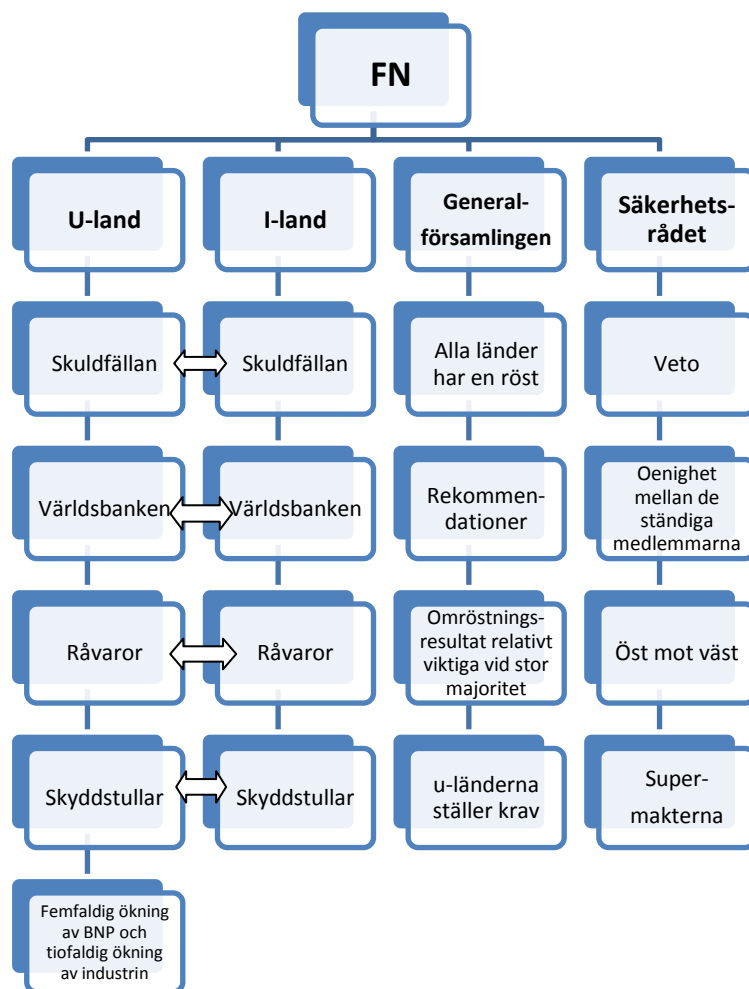 FN
U-land
I-land
General-
församlingen
Säkerhets-
rådet
Skuldfällan
Skuldfällan
Alla länder
har en röst
Veto
Världsbanken
Världsbanken
Rekommen-
dationer
Oenighet
mellan de
ständiga
medlemmarna
Råvaror
Råvaror
Omröstnings-
resultat relativt
viktiga vid stor
majoritet
Öst mot väst
Skyddstullar
Skyddstullar
u-länderna
ställer krav
Super-
makterna
Femfaldig ökning
av BNP och
tiofaldig ökning
av industrin